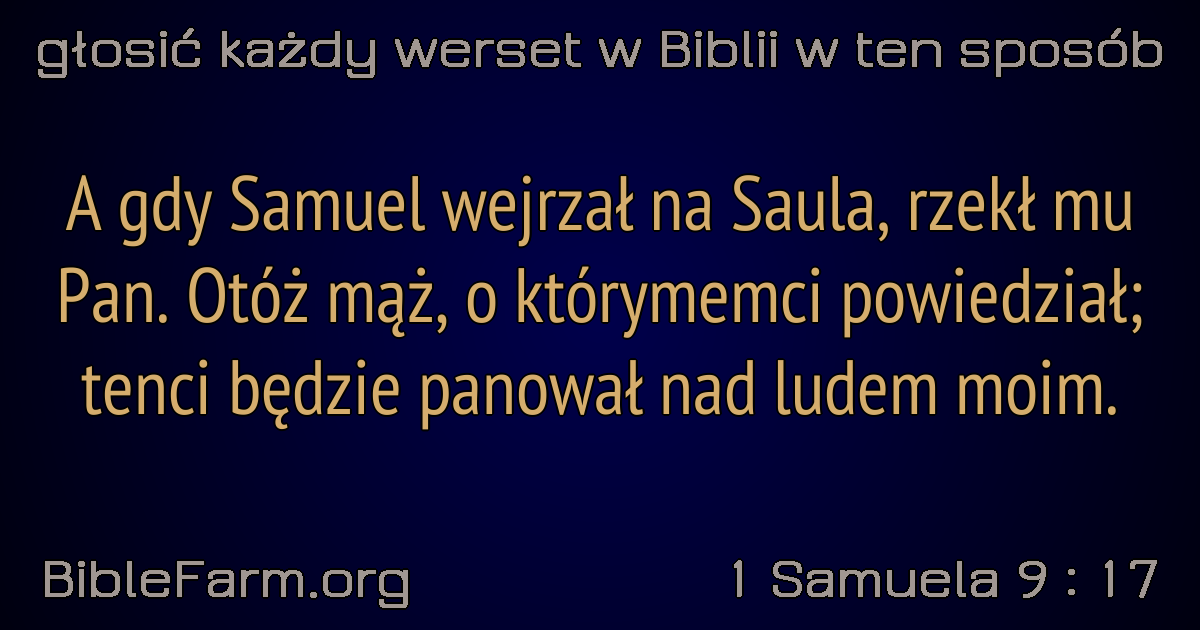 głosić każdy werset w Biblii w ten sposób
A gdy Samuel wejrzał na Saula, rzekł mu
Pan. Otóż mąż, o którymemci powiedział;
tenci będzie panował nad ludem moim.
BibleFarm.org
1 Samuela 9 : 17